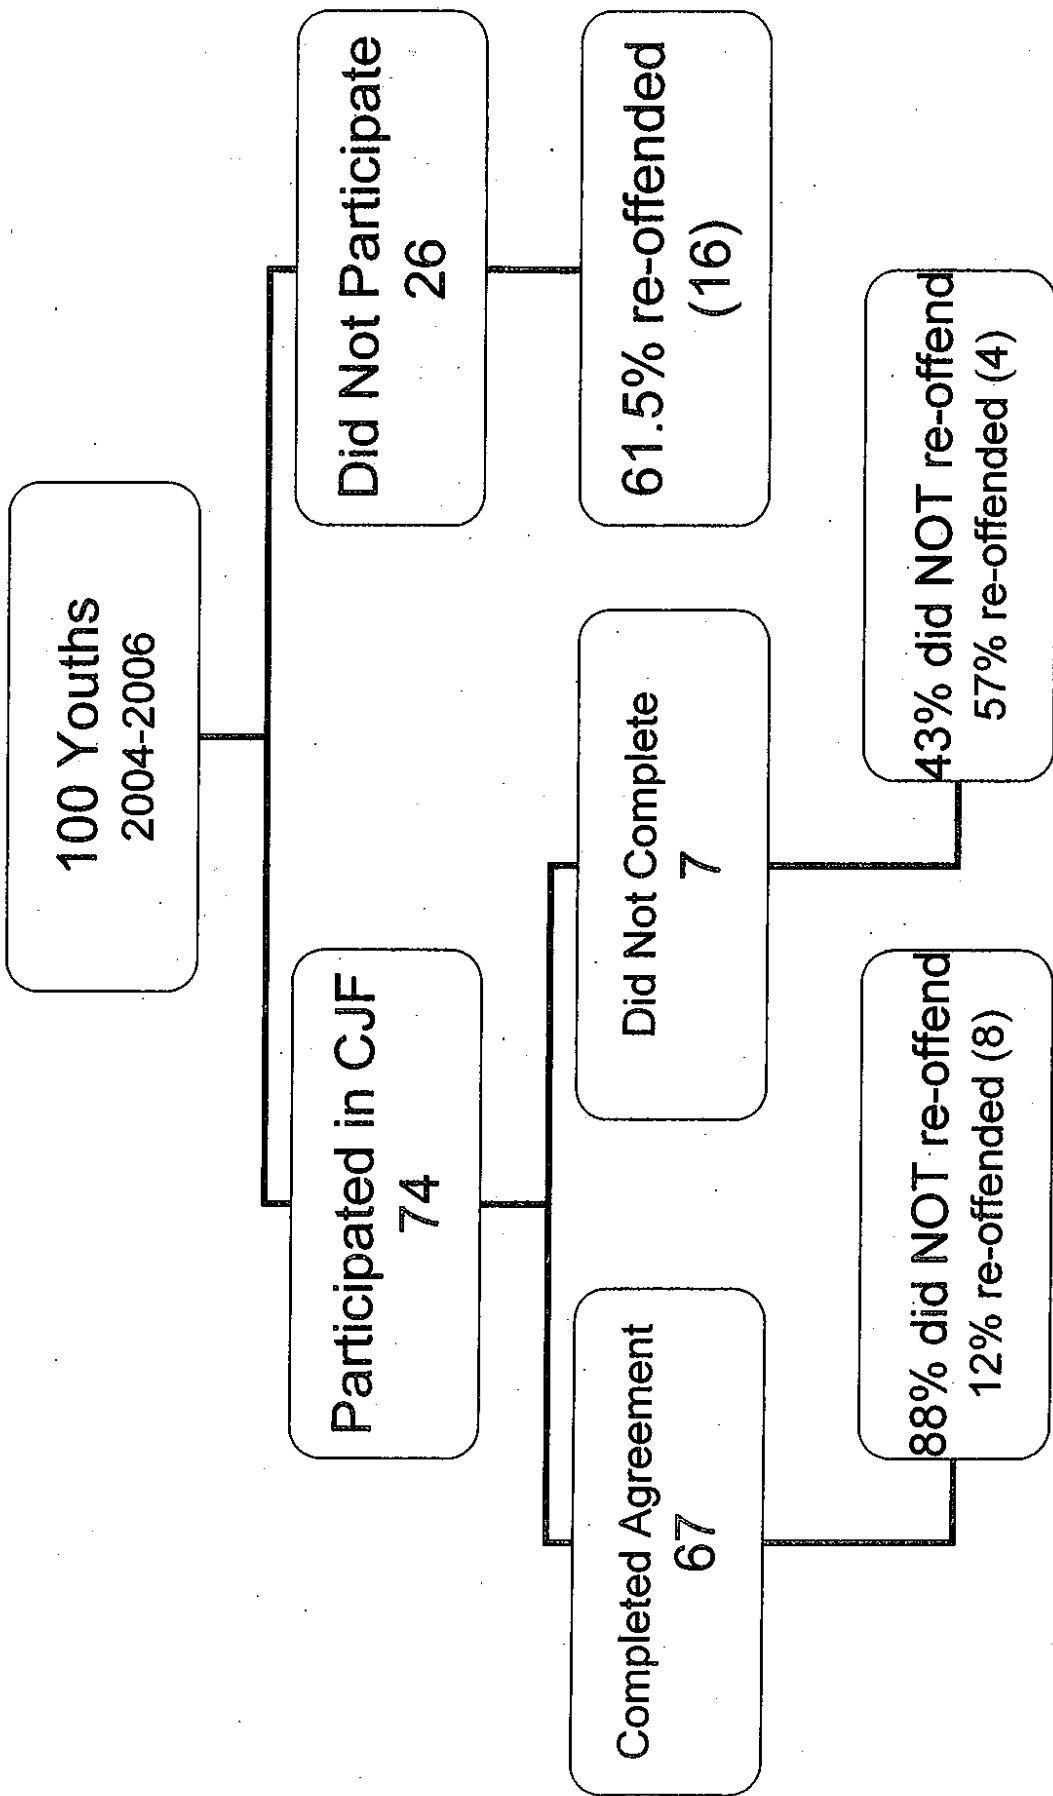 100 Youths
2004-2006
Participated in CJF
74
Did Not Participate
26
Completed Agreement
67
Did Not Complete
7
61.5% re-offended
(16)
88% did NOT re-offend
12% re-offended (8)
43% did NOT re-offend
57% re-offended (4)